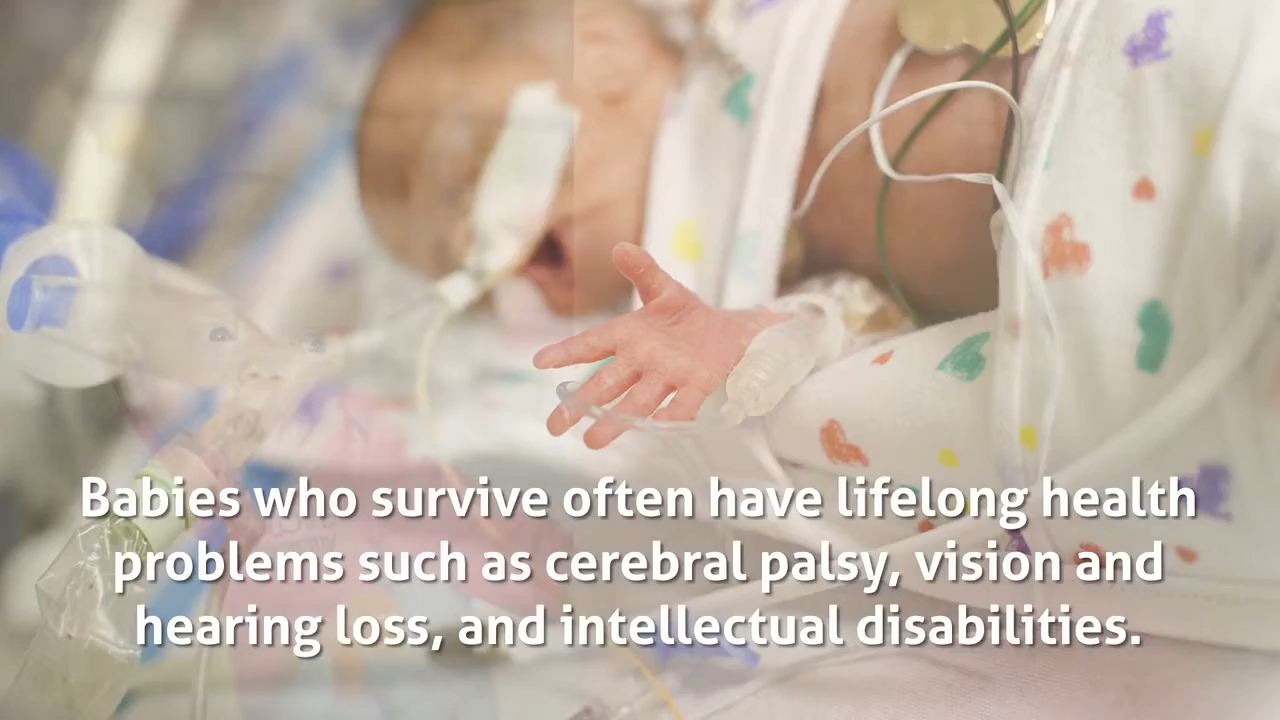 Babies who survive often have lifelong health
problems such as cerebral palsy, vision and
hearing loss, and intellectual disabilities.